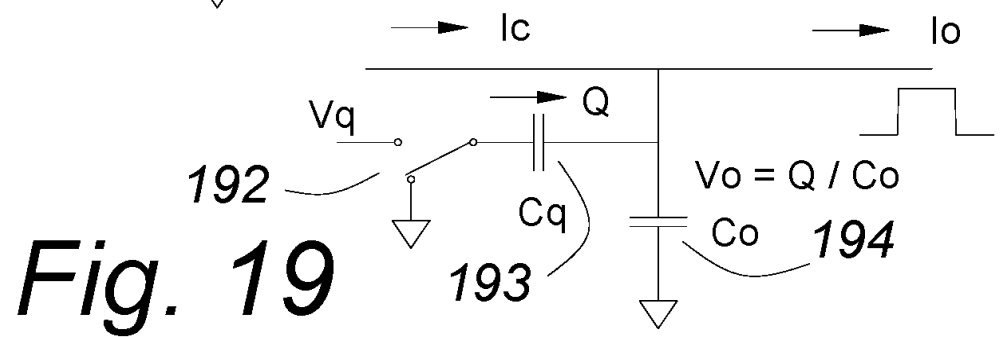 Ic
Io
Vq
Q
192
Vo = Q / Co
Cq
Co
194
193
Fig. 19